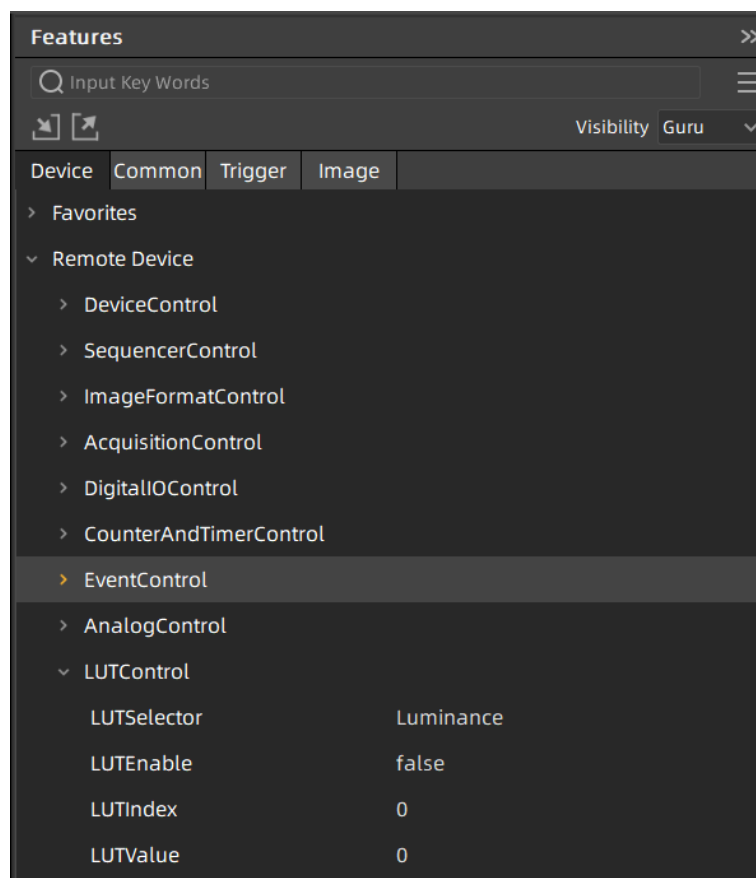 Features
Input Key Words
Visibility Guru
Device Common Trigger Image
Favorites
Remote Device
DeviceControl
SequencerControl
ImageFormatControl
AcquisitionControl
DigitalIOControl
CounterAndTimerControl
EventControl
AnalogControl
LUTControl
LUTSelector Luminance
LUTEnable false
LUTIndex 0
LUTValue 0